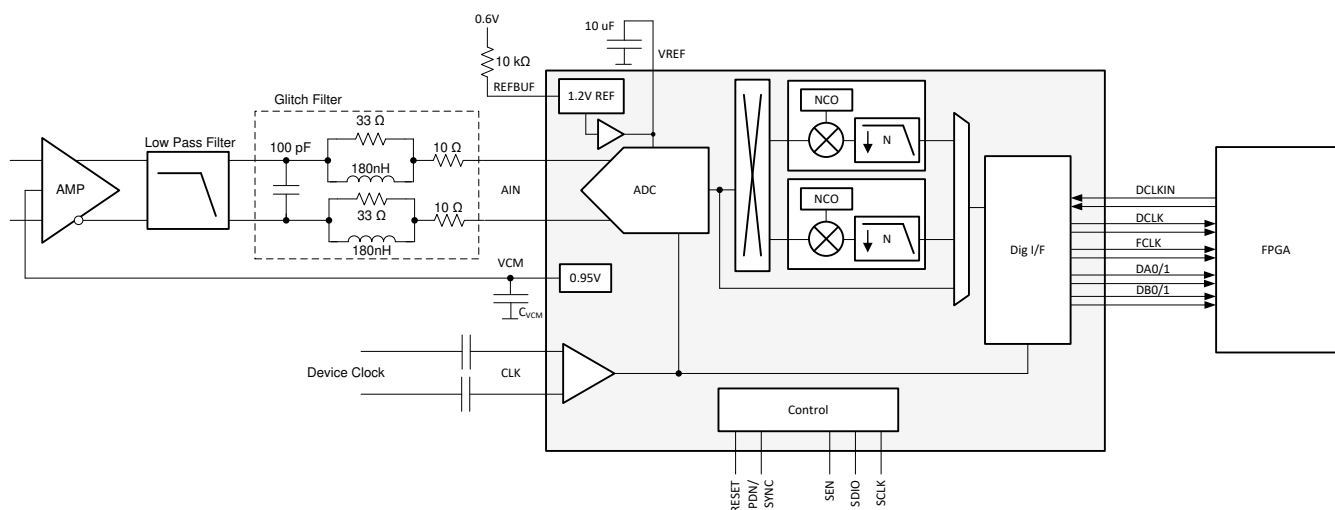 0.6V
10 uF
VREF
10 kΩ
REFBUF
1.2V REF
NCO
Glitch Filter
33 Ω
N
Low Pass Filter
100 pF
10 Ω
180nH
AMP
AIN
ADC
NCO
DCLKIN
33 Ω
10 Ω
DCLK
N
180nH
Dig I/F
FCLK
FPGA
VCM
0.95V
DA0/1
DB0/1
CVCM
Device Clock
CLK
Control
RESET
PDN/
SYNC
SEN
SDIO
SCLK